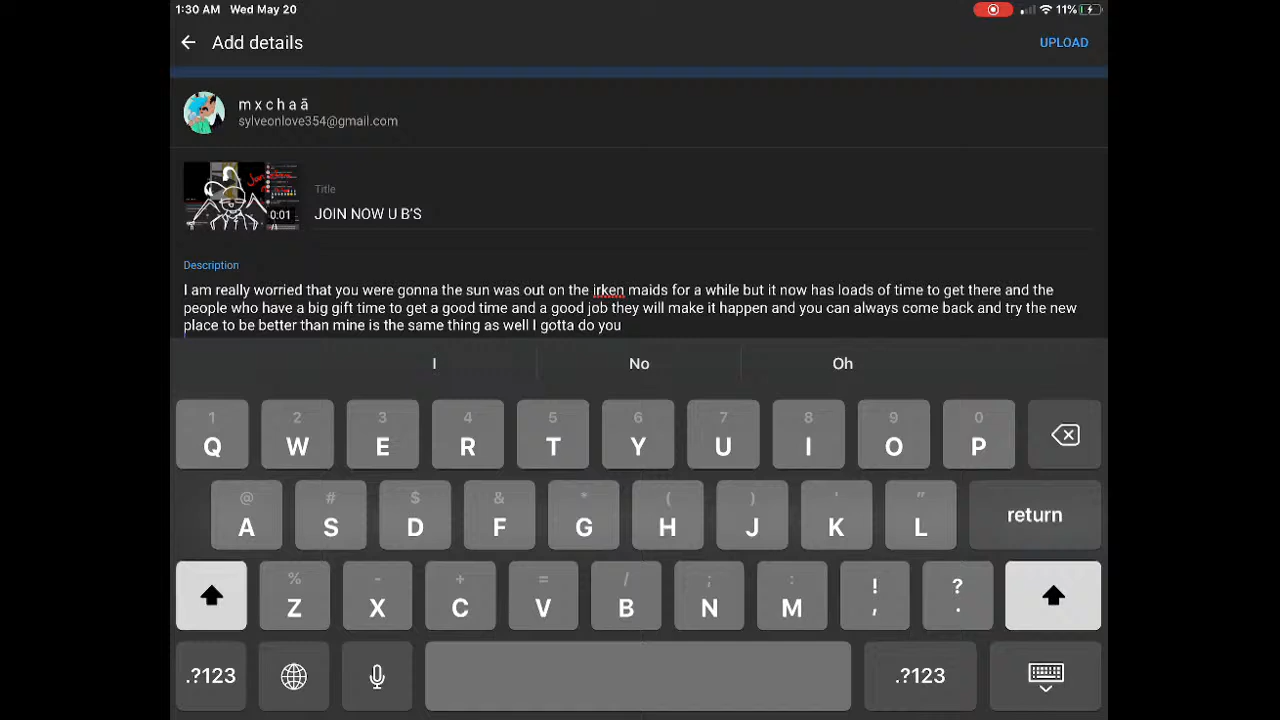 1:30 AM Wed May 20
11%
Add details
UPLOAD
m x c h a ā
sylveonlove354@gmail.com
0:01
Title
JOIN NOW U B'S
Description
I am really worried that you were gonna the sun was out on the irken maids for a while but it now has loads of time to get there and the
people who have a big gift time to get a good time and a good job they will make it happen and you can always come back and try the new
place to be better than mine is the same thing as well I gotta do you
I No Oh
1 2 3 4 5 6 7 8 9 0
Q W E R T Y U I O P
@ # $ & * ( ) ' "
A S D F G H J K L return
% - + = / ; : ! ?
Z X C V B N M , .
.?123 .?123